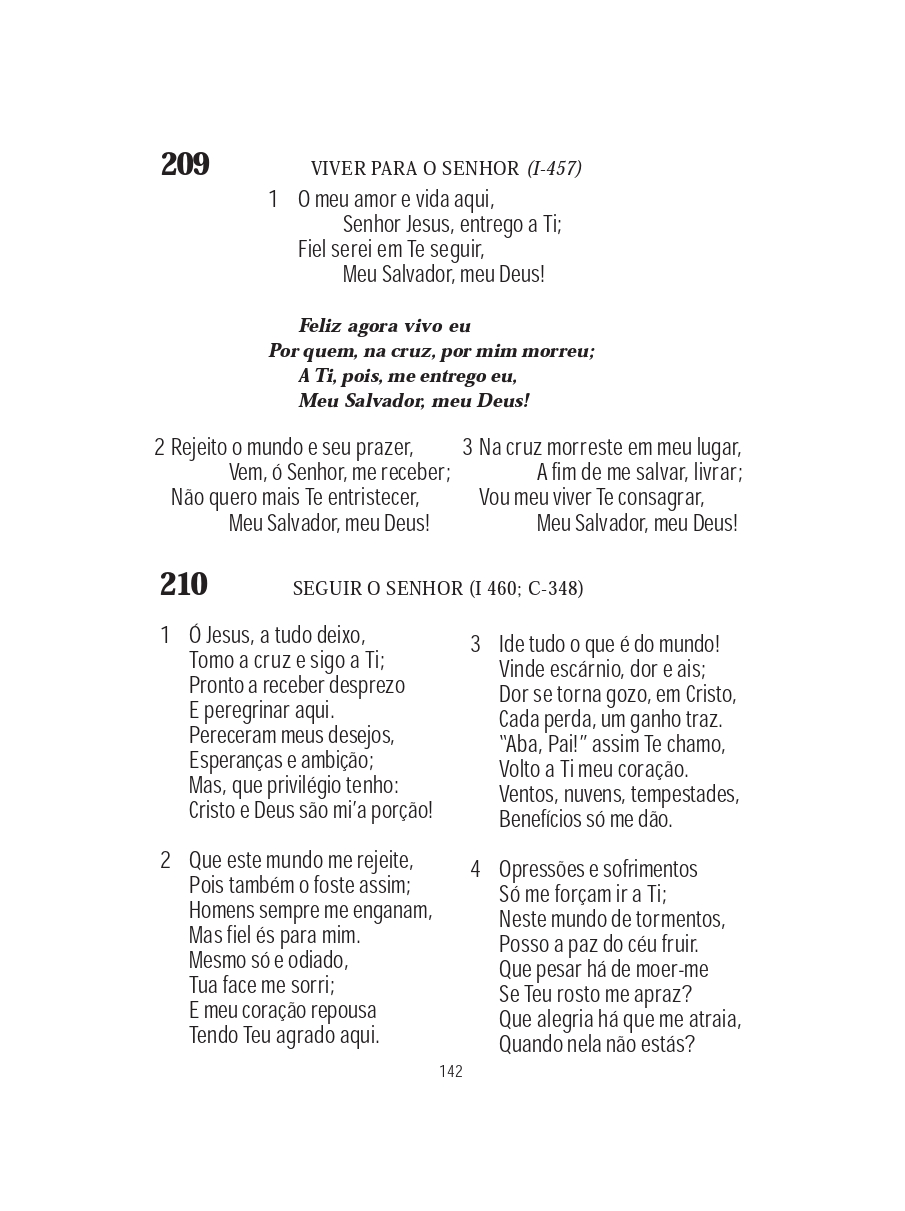 209 VIVER PARA O SENHOR (I-457)
1 O meu amor e vida aqui,
Senhor Jesus, entrego a Ti;
Fiel serei em Te seguir,
Meu Salvador, meu Deus!
Feliz agora vivo eu
Por quem, na cruz, por mim morreu;
A Ti, pois, me entrego eu,
Meu Salvador, meu Deus!
2 Rejeito o mundo e seu prazer,
Vem, ó Senhor, me receber;
Não quero mais Te entristecer,
Meu Salvador, meu Deus!
3 Na cruz morreste em meu lugar,
A fim de me salvar, livrar;
Vou meu viver Te consagrar,
Meu Salvador, meu Deus!
210 SEGUIR O SENHOR (I 460; C-348)
1 Ó Jesus, a tudo deixo,
Tomo a cruz e sigo a Ti;
Pronto a receber desprezo
E peregrinar aqui.
Pereceram meus desejos,
Esperanças e ambição;
Mas, que privilégio tenho:
Cristo e Deus são mi’a porção!
2 Que este mundo me rejeite,
Pois também o foste assim;
Homens sempre me enganam,
Mas fiel és para mim.
Mesmo só e odiado,
Tua face me sorri;
E meu coração repousa
Tendo Teu agrado aqui.
3 Ide tudo o que é do mundo!
Vinde escárnio, dor e ais;
Dor se torna gozo, em Cristo,
Cada perda, um ganho traz.
“Aba, Pai!” assim Te chamo,
Volto a Ti meu coração.
Ventos, nuvens, tempestades,
Benefícios só me dão.
4 Opressões e sofrimentos
Só me forçam ir a Ti;
Neste mundo de tormentos,
Posso a paz do céu fruir.
Que pesar há de moer-me
Se Teu rosto me apraz?
Que alegria há que me atraia,
Quando nela não estás?
142